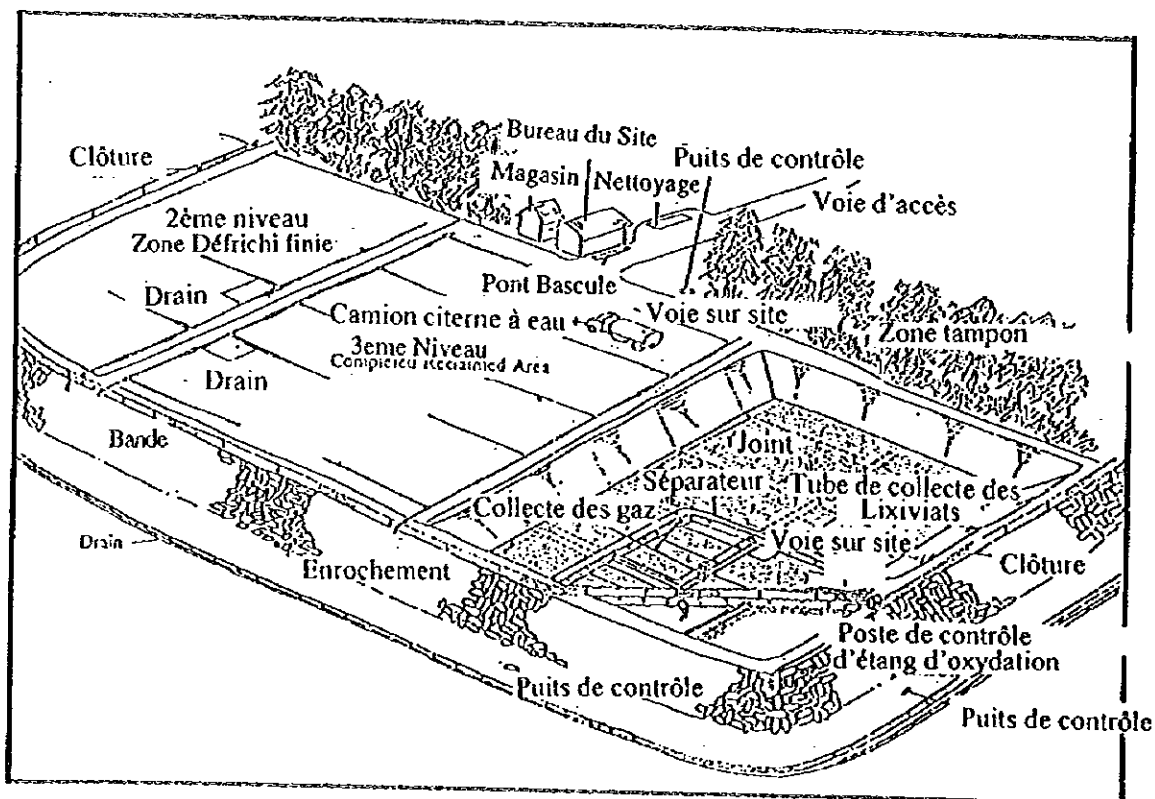 Bureau du Site
Puits de contrôle
Clôture
Magasin
Nettoyage
Voie d'accès
2ème niveau
Zone Défrichi finie
Drain
Pont Bascule
Camion citerne à eau
Voie sur site
Zone tampon
3eme Niveau
Completed Reclaimed Area
Drain
Bande
Joint
Séparateur
Tube de collecte des
Lixiviats
Collecte des gaz
Drain
Voie sur site
Enrochement
Clôture
Poste de contrôle
d'étang d'oxydation
Puits de contrôle
Puits de contrôle